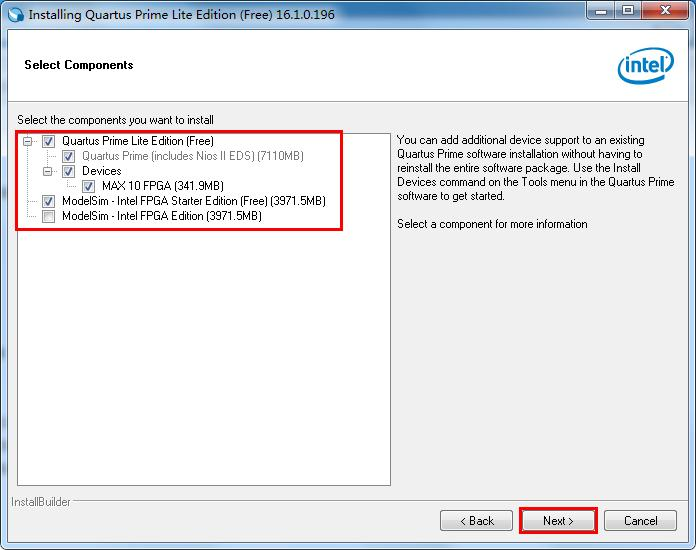 Installing Quartus Prime Lite Edition (Free) 16.1.0.196
Select Components
intel
Select the components you want to install
Quartus Prime Lite Edition (Free)
Quartus Prime (includes Nios II EDS) (7110MB)
Devices
MAX 10 FPGA (341.9MB)
ModelSim - Intel FPGA Starter Edition (Free) (3971.5MB)
ModelSim - Intel FPGA Edition (3971.5MB)
You can add additional device support to an existing
Quartus Prime software installation without having to
reinstall the entire software package. Use the Install
Devices command on the Tools menu in the Quartus Prime
software to get started.
Select a component for more information
InstallBuilder
< Back
Next >
Cancel